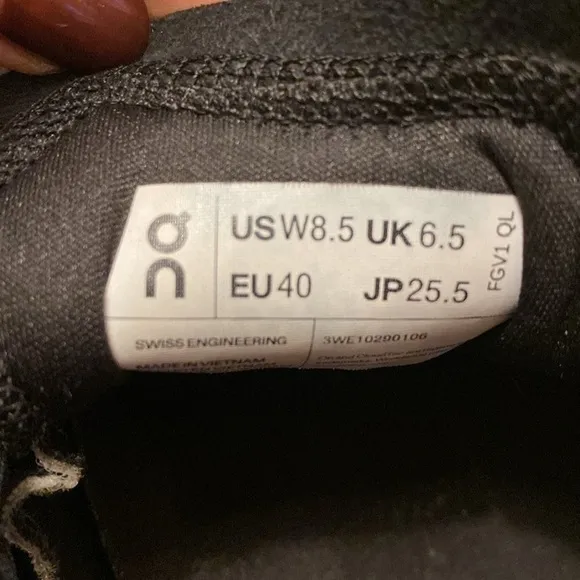 US W8.5 UK 6.5
EU 40 JP 25.5
FGV1 QL
SWISS ENGINEERING
3WE10290106
MADE IN VIETNAM